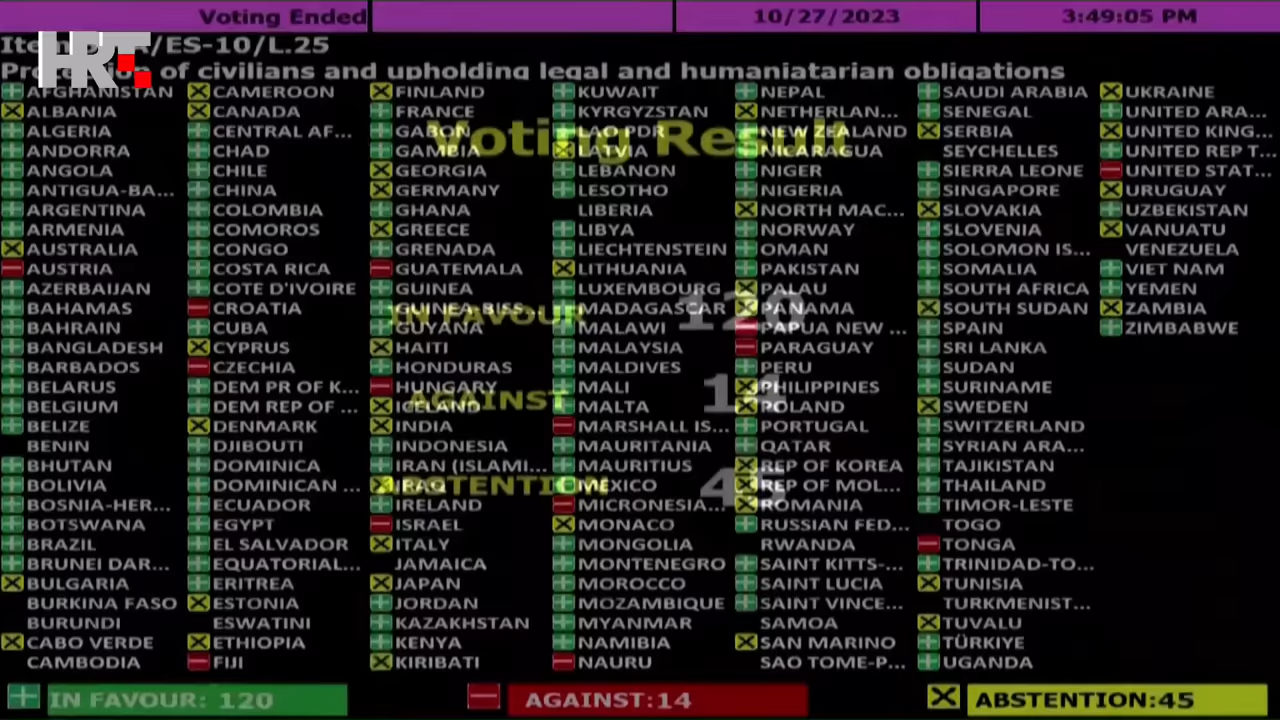 Voting Ended 10/27/2023 3:49:05 PM
HRT
A/ES-10/L.25
of civilians and upholding legal and humaniatarian obligations
Voting Result
IN FAVOUR 120
AGAINST 14
ABSTENTION 45
AFGHANISTAN
ALBANIA
ALGERIA
ANDORRA
ANGOLA
ANTIGUA-BA...
ARGENTINA
ARMENIA
AUSTRALIA
AUSTRIA
AZERBAIJAN
BAHAMAS
BAHRAIN
BANGLADESH
BARBADOS
BELARUS
BELGIUM
BELIZE
BENIN
BHUTAN
BOLIVIA
BOSNIA-HER...
BOTSWANA
BRAZIL
BRUNEI DAR...
BULGARIA
BURKINA FASO
BURUNDI
CABO VERDE
CAMBODIA
CAMEROON
CANADA
CENTRAL AF...
CHAD
CHILE
CHINA
COLOMBIA
COMOROS
CONGO
COSTA RICA
COTE D'IVOIRE
CROATIA
CUBA
CYPRUS
CZECHIA
DEM PR OF K...
DEM REP OF ...
DENMARK
DJIBOUTI
DOMINICA
DOMINICAN ...
ECUADOR
EGYPT
EL SALVADOR
EQUATORIAL...
ERITREA
ESTONIA
ESWATINI
ETHIOPIA
FIJI
FINLAND
FRANCE
GABON
GAMBIA
GEORGIA
GERMANY
GHANA
GREECE
GRENADA
GUATEMALA
GUINEA
GUINEA-BISS...
GUYANA
HAITI
HONDURAS
HUNGARY
ICELAND
INDIA
INDONESIA
IRAN (ISLAMI...
IRAQ
IRELAND
ISRAEL
ITALY
JAMAICA
JAPAN
JORDAN
KAZAKHSTAN
KENYA
KIRIBATI
KUWAIT
KYRGYZSTAN
LAO PDR
LATVIA
LEBANON
LESOTHO
LIBERIA
LIBYA
LIECHTENSTEIN
LITHUANIA
LUXEMBOURG
MADAGASCAR
MALAWI
MALAYSIA
MALDIVES
MALI
MALTA
MARSHALL IS...
MAURITANIA
MAURITIUS
MEXICO
MICRONESIA...
MONACO
MONGOLIA
MONTENEGRO
MOROCCO
MOZAMBIQUE
MYANMAR
NAMIBIA
NAURU
NEPAL
NETHERLAN...
NEW ZEALAND
NICARAGUA
NIGER
NIGERIA
NORTH MAC...
NORWAY
OMAN
PAKISTAN
PALAU
PANAMA
PAPUA NEW ...
PARAGUAY
PERU
PHILIPPINES
POLAND
PORTUGAL
QATAR
REP OF KOREA
REP OF MOL...
ROMANIA
RUSSIAN FED...
RWANDA
SAINT KITTS-...
SAINT LUCIA
SAINT VINCE...
SAMOA
SAN MARINO
SAO TOME-P...
SAUDI ARABIA
SENEGAL
SERBIA
SEYCHELLES
SIERRA LEONE
SINGAPORE
SLOVAKIA
SLOVENIA
SOLOMON IS...
SOMALIA
SOUTH AFRICA
SOUTH SUDAN
SPAIN
SRI LANKA
SUDAN
SURINAME
SWEDEN
SWITZERLAND
SYRIAN ARA...
TAJIKISTAN
THAILAND
TIMOR-LESTE
TOGO
TONGA
TRINIDAD-TO...
TUNISIA
TURKMENIST...
TUVALU
TÜRKIYE
UGANDA
UKRAINE
UNITED ARA...
UNITED KING...
UNITED REP T...
UNITED STAT...
URUGUAY
UZBEKISTAN
VANUATU
VENEZUELA
VIET NAM
YEMEN
ZAMBIA
ZIMBABWE
IN FAVOUR: 120 AGAINST:14 ABSTENTION:45